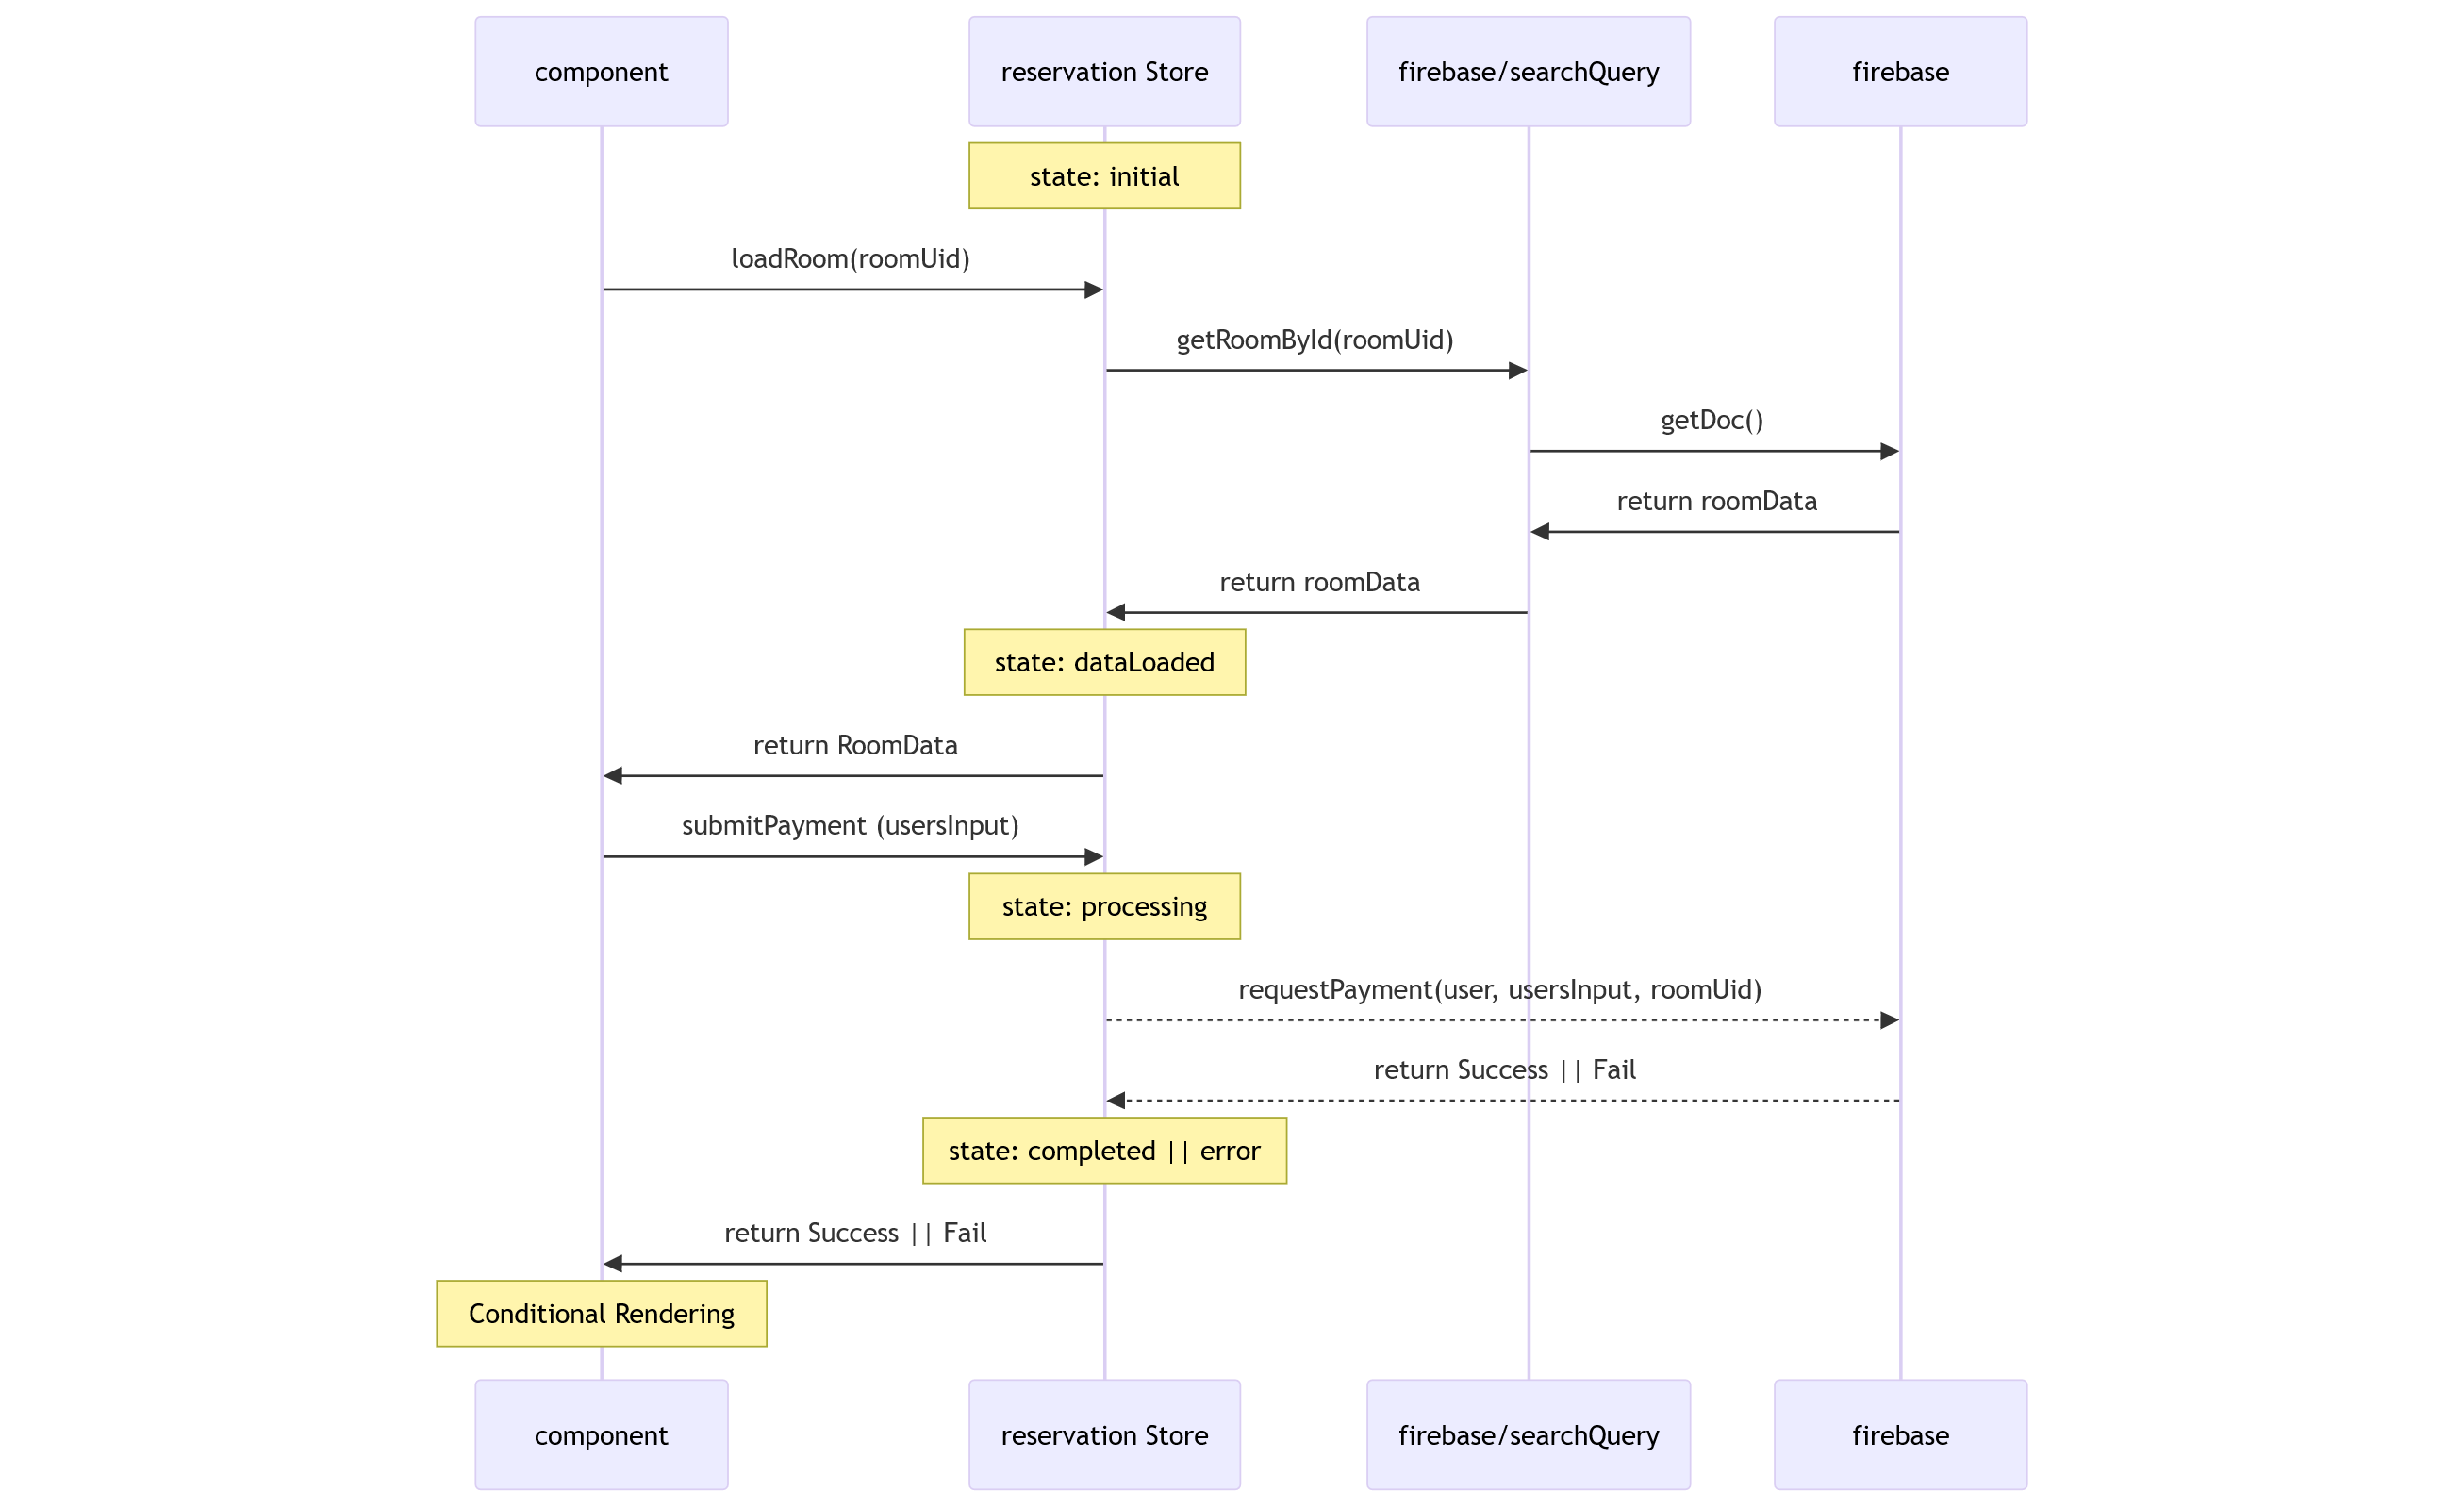 component
reservation Store
firebase/searchQuery
firebase
state: initial
loadRoom(roomUid)
getRoomById(roomUid)
getDoc()
return roomData
return roomData
state: dataLoaded
return RoomData
submitPayment (usersInput)
state: processing
requestPayment(user, usersInput, roomUid)
return Success || Fail
state: completed || error
return Success || Fail
Conditional Rendering
component
reservation Store
firebase/searchQuery
firebase